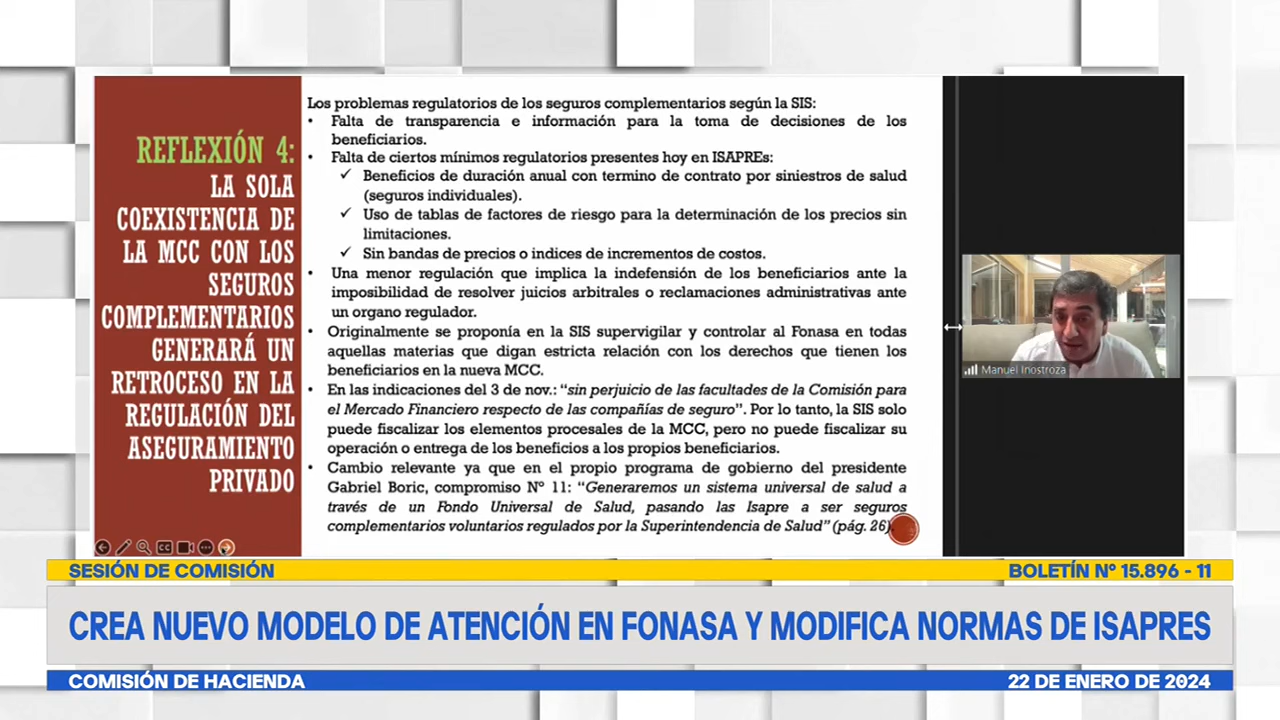 REFLEXIÓN 4:
LA SOLA
COEXISTENCIA DE
LA MCC CON LOS
SEGUROS
COMPLEMENTARIOS
GENERARÁ UN
RETROCESO EN LA
REGULACIÓN DEL
ASEGURAMIENTO
PRIVADO
Los problemas regulatorios de los seguros complementarios según la SIS:
• Falta de transparencia e información para la toma de decisiones de los
beneficiarios.
• Falta de ciertos mínimos regulatorios presentes hoy en ISAPREs:
✓ Beneficios de duración anual con termino de contrato por siniestros de salud
(seguros individuales).
✓ Uso de tablas de factores de riesgo para la determinación de los precios sin
limitaciones.
✓ Sin bandas de precios o indices de incrementos de costos.
• Una menor regulación que implica la indefensión de los beneficiarios ante la
imposibilidad de resolver juicios arbitrales o reclamaciones administrativas ante
un organo regulador.
• Originalmente se proponía en la SIS supervigilar y controlar al Fonasa en todas
aquellas materias que digan estricta relación con los derechos que tienen los
beneficiarios en la nueva MCC.
• En las indicaciones del 3 de nov.: “sin perjuicio de las facultades de la Comisión para
el Mercado Financiero respecto de las compañías de seguro”. Por lo tanto, la SIS solo
puede fiscalizar los elementos procesales de la MCC, pero no puede fiscalizar su
operación o entrega de los beneficios a los propios beneficiarios.
• Cambio relevante ya que en el propio programa de gobierno del presidente
Gabriel Boric, compromiso Nº 11: “Generaremos un sistema universal de salud a
través de un Fondo Universal de Salud, pasando las Isapre a ser seguros
complementarios voluntarios regulados por la Superintendencia de Salud” (pág. 26).
CC
Manuel Inostroza
SESIÓN DE COMISIÓN
BOLETÍN Nº 15.896 - 11
CREA NUEVO MODELO DE ATENCIÓN EN FONASA Y MODIFICA NORMAS DE ISAPRES
COMISIÓN DE HACIENDA
22 DE ENERO DE 2024